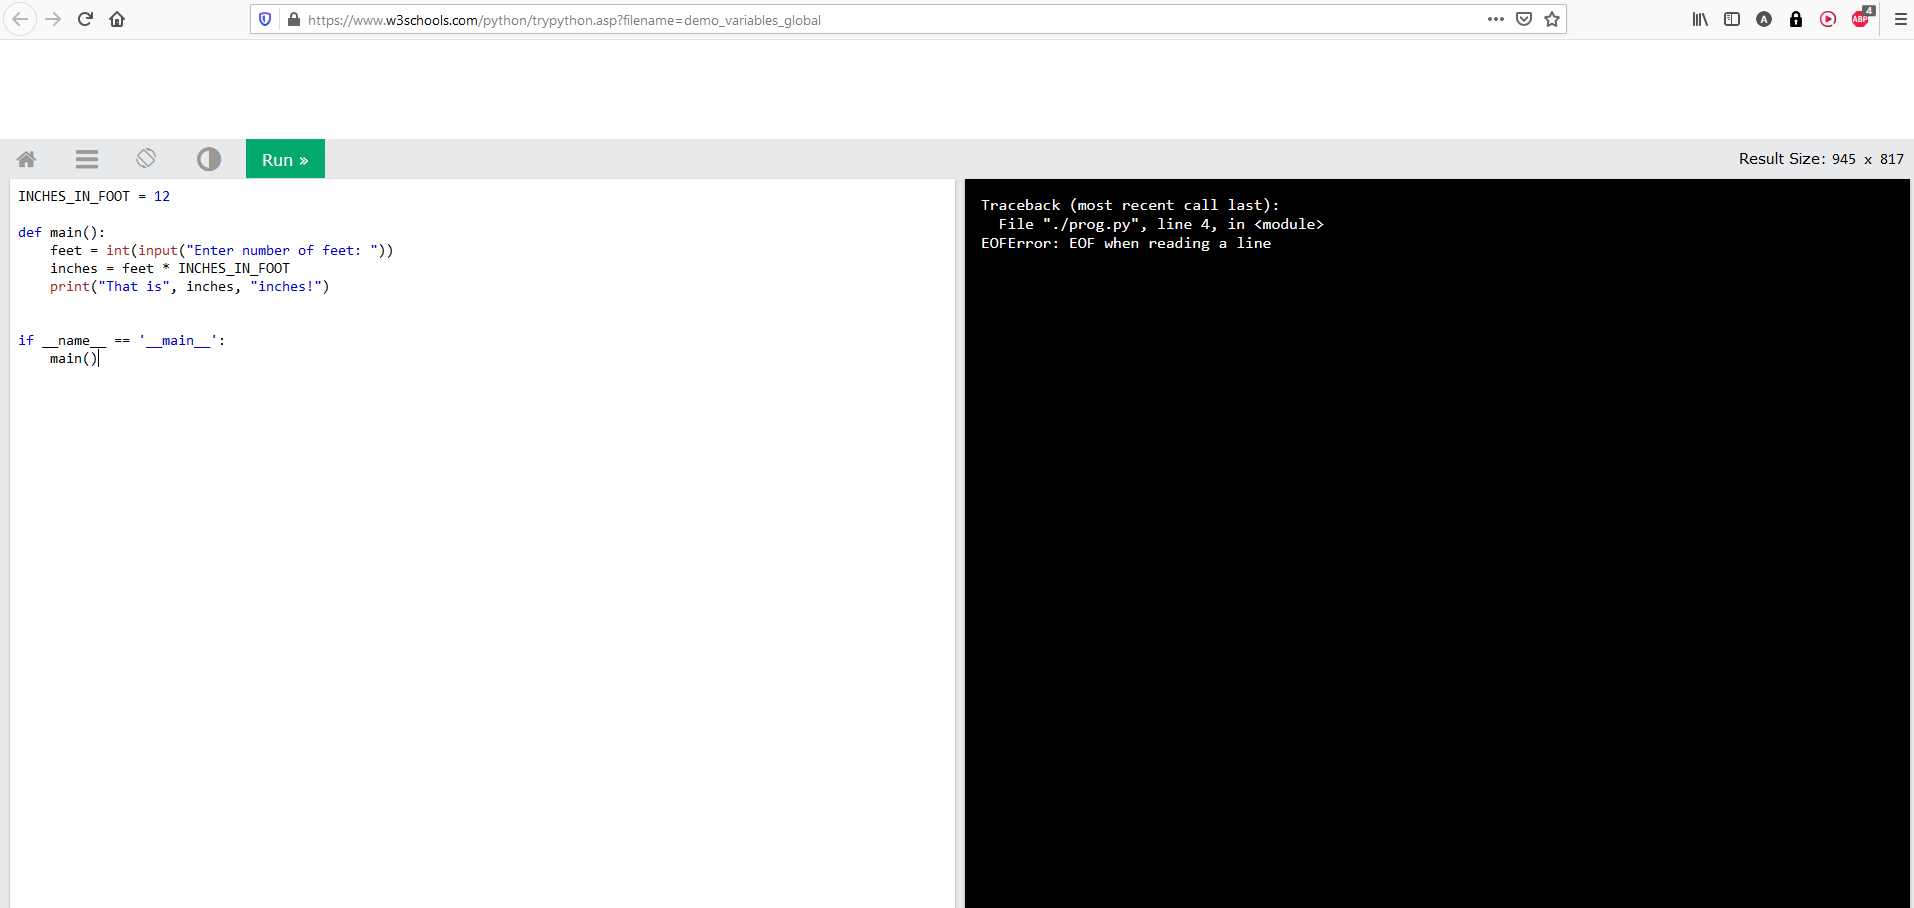 https://www.w3schools.com/python/trypython.asp?filename=demo_variables_global
A
ABP
4
Run »
Result Size: 945 x 817
INCHES_IN_FOOT = 12
def main():
    feet = int(input("Enter number of feet: "))
    inches = feet * INCHES_IN_FOOT
    print("That is", inches, "inches!")
if __name__ == '__main__':
    main()
Traceback (most recent call last):
  File "./prog.py", line 4, in <module>
EOFError: EOF when reading a line